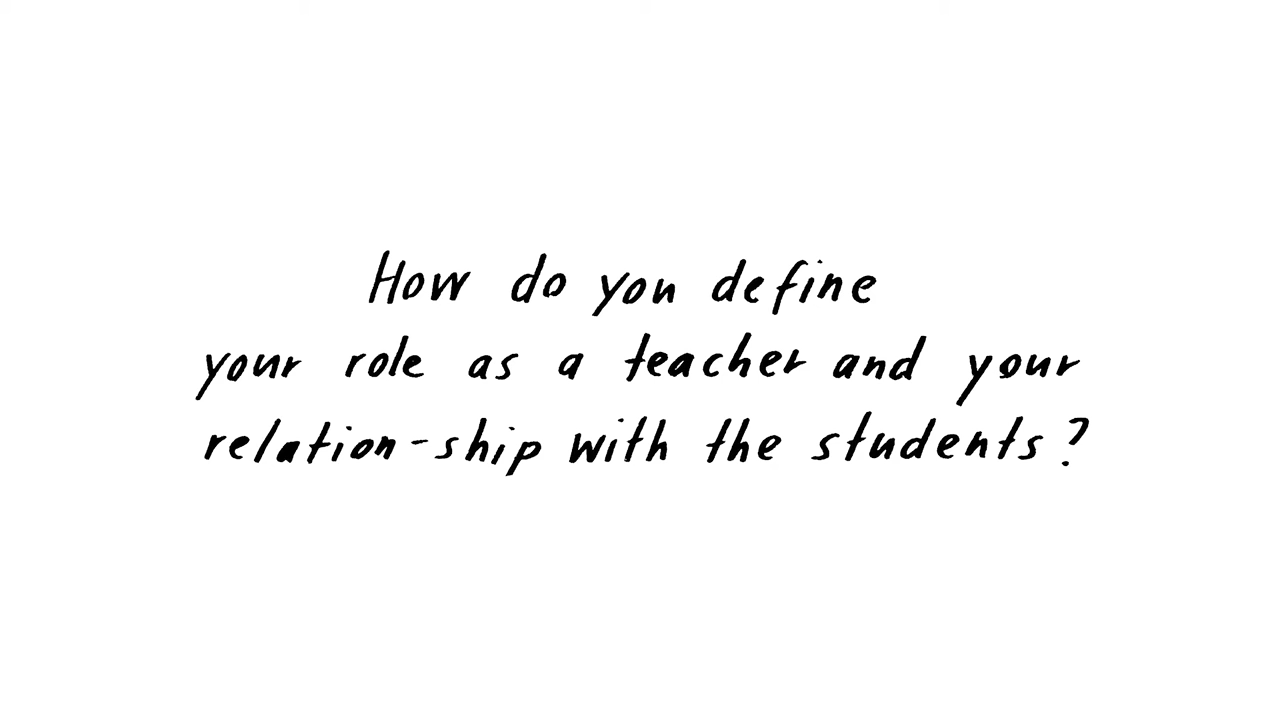 How do you define
your role as a teacher and your
relation-ship with the students?